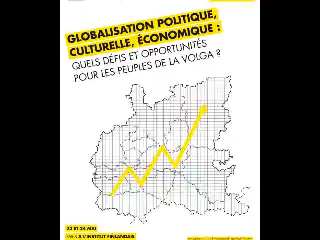 GLOBALISATION POLITIQUE,
CULTURELLE, ÉCONOMIQUE :
QUELS DÉFIS ET OPPORTUNITÉS
POUR LES PEUPLES DE LA VOLGA ?
23 ET 24 MAI
À L'INSTITUT FINLANDAIS